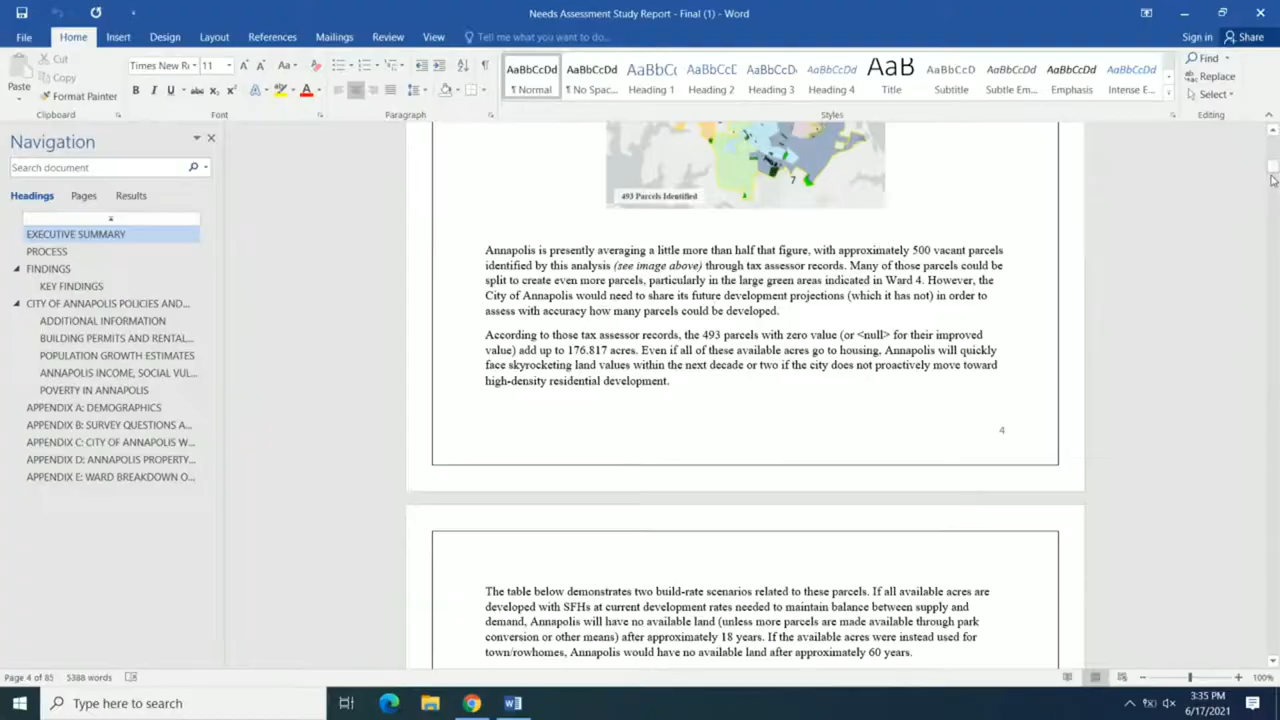 Needs Assessment Study Report - Final (1) - Word
File Home Insert Design Layout References Mailings Review View Tell me what you want to do... Sign in Share
Cut
Copy
Format Painter
Paste
Times New Ro 11
AaBbCcDd AaBbCcDd AaBbCc AaBbCcD AaBbCcDc AaBbCcDd AaB AaBbCcD AaBbCcDd AaBbCcDd AaBbCcDd
¶ Normal ¶ No Spac... Heading 1 Heading 2 Heading 3 Heading 4 Title Subtitle Subtle Em... Emphasis Intense E...
Find
Replace
Select
Clipboard Font Paragraph Styles Editing
Navigation
Search document
Headings Pages Results
EXECUTIVE SUMMARY
PROCESS
FINDINGS
KEY FINDINGS
CITY OF ANNAPOLIS POLICIES AND...
ADDITIONAL INFORMATION
BUILDING PERMITS AND RENTAL...
POPULATION GROWTH ESTIMATES
ANNAPOLIS INCOME, SOCIAL VUL...
POVERTY IN ANNAPOLIS
APPENDIX A: DEMOGRAPHICS
APPENDIX B: SURVEY QUESTIONS A...
APPENDIX C: CITY OF ANNAPOLIS W...
APPENDIX D: ANNAPOLIS PROPERTY...
APPENDIX E: WARD BREAKDOWN O...
7
493 Parcels Identified
Annapolis is presently averaging a little more than half that figure, with approximately 500 vacant parcels
identified by this analysis (see image above) through tax assessor records. Many of those parcels could be
split to create even more parcels, particularly in the large green areas indicated in Ward 4. However, the
City of Annapolis would need to share its future development projections (which it has not) in order to
assess with accuracy how many parcels could be developed.
According to those tax assessor records, the 493 parcels with zero value (or <null> for their improved
value) add up to 176.817 acres. Even if all of these available acres go to housing, Annapolis will quickly
face skyrocketing land values within the next decade or two if the city does not proactively move toward
high-density residential development.
4
The table below demonstrates two build-rate scenarios related to these parcels. If all available acres are
developed with SFHs at current development rates needed to maintain balance between supply and
demand, Annapolis will have no available land (unless more parcels are made available through park
conversion or other means) after approximately 18 years. If the available acres were instead used for
town/rowhomes, Annapolis would have no available land after approximately 60 years.
Page 4 of 85 5388 words 100%
Type here to search
3:35 PM
6/17/2021